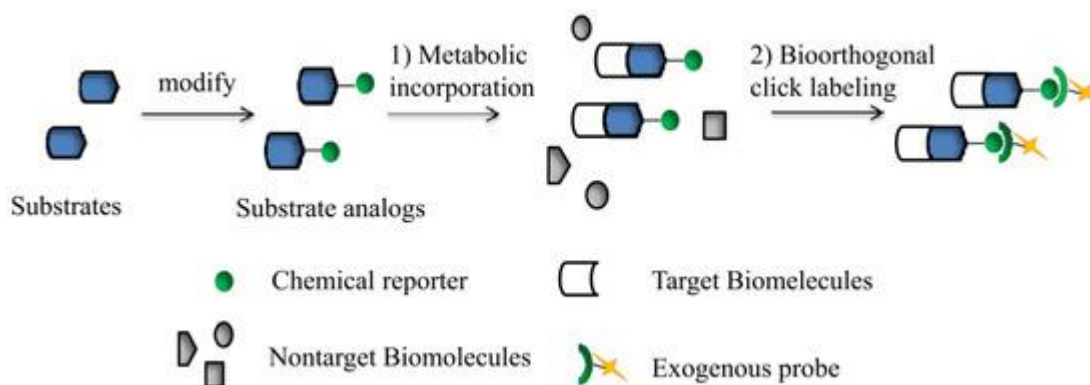 modify
1) Metabolic
incorporation
2) Bioorthogonal
click labeling
Substrates
Substrate analogs
Chemical reporter
Target Biomelecules
Nontarget Biomolecules
Exogenous probe